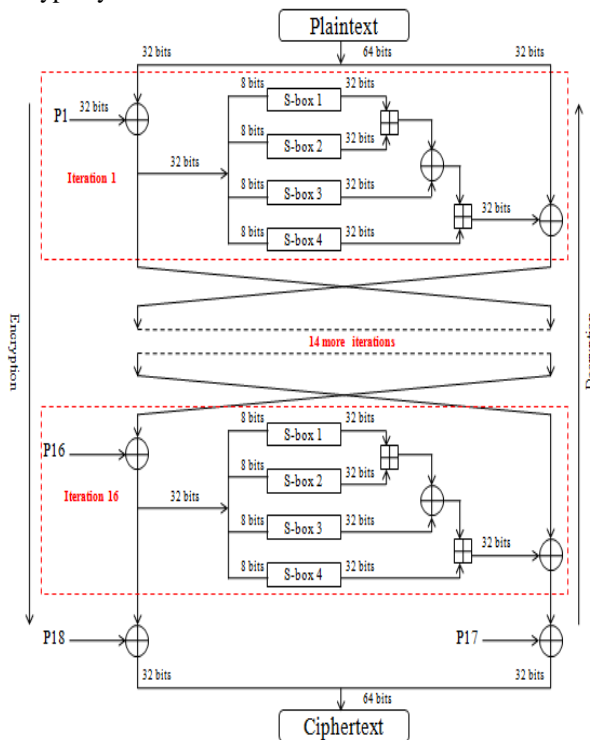 Plaintext
32 bits 64 bits 32 bits
8 bits S-box 1 32 bits
P1 32 bits
8 bits S-box 2 32 bits
Iteration 1 32 bits
8 bits S-box 3 32 bits
32 bits
8 bits S-box 4 32 bits
Encryption
14 more iterations
8 bits S-box 1 32 bits
P16
8 bits S-box 2 32 bits
Iteration 16 32 bits
8 bits S-box 3 32 bits
32 bits
8 bits S-box 4 32 bits
P18 P17
32 bits 32 bits
64 bits
Ciphertext